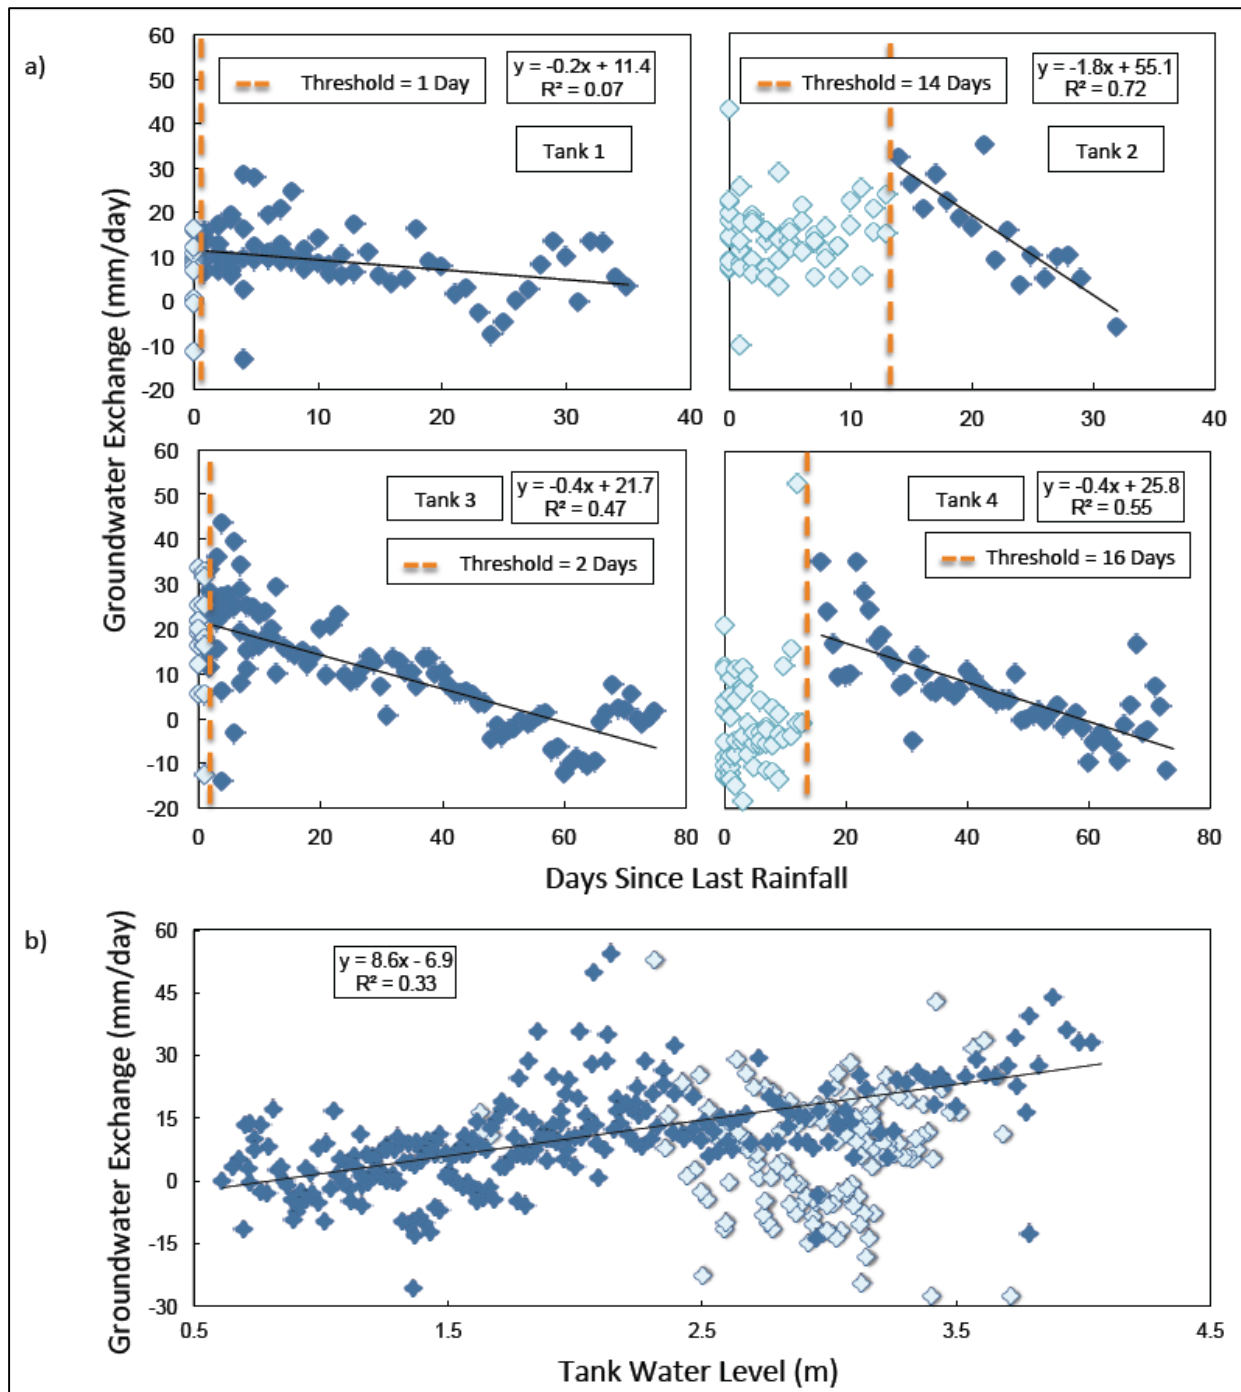 a)
Groundwater Exchange (mm/day)
60
50
40
30
20
10
0
-10
-20
Threshold = 1 Day
y = -0.2x + 11.4
R² = 0.07
Tank 1
0
10
20
30
40
Threshold = 14 Days
y = -1.8x + 55.1
R² = 0.72
Tank 2
0
10
20
30
40
60
50
40
30
20
10
0
-10
-20
Tank 3
y = -0.4x + 21.7
R² = 0.47
Threshold = 2 Days
0
20
40
60
80
Tank 4
y = -0.4x + 25.8
R² = 0.55
Threshold = 16 Days
0
20
40
60
80
Days Since Last Rainfall
b)
Groundwater Exchange (mm/day)
60
45
30
15
0
-15
-30
y = 8.6x - 6.9
R² = 0.33
0.5
1.5
2.5
3.5
4.5
Tank Water Level (m)